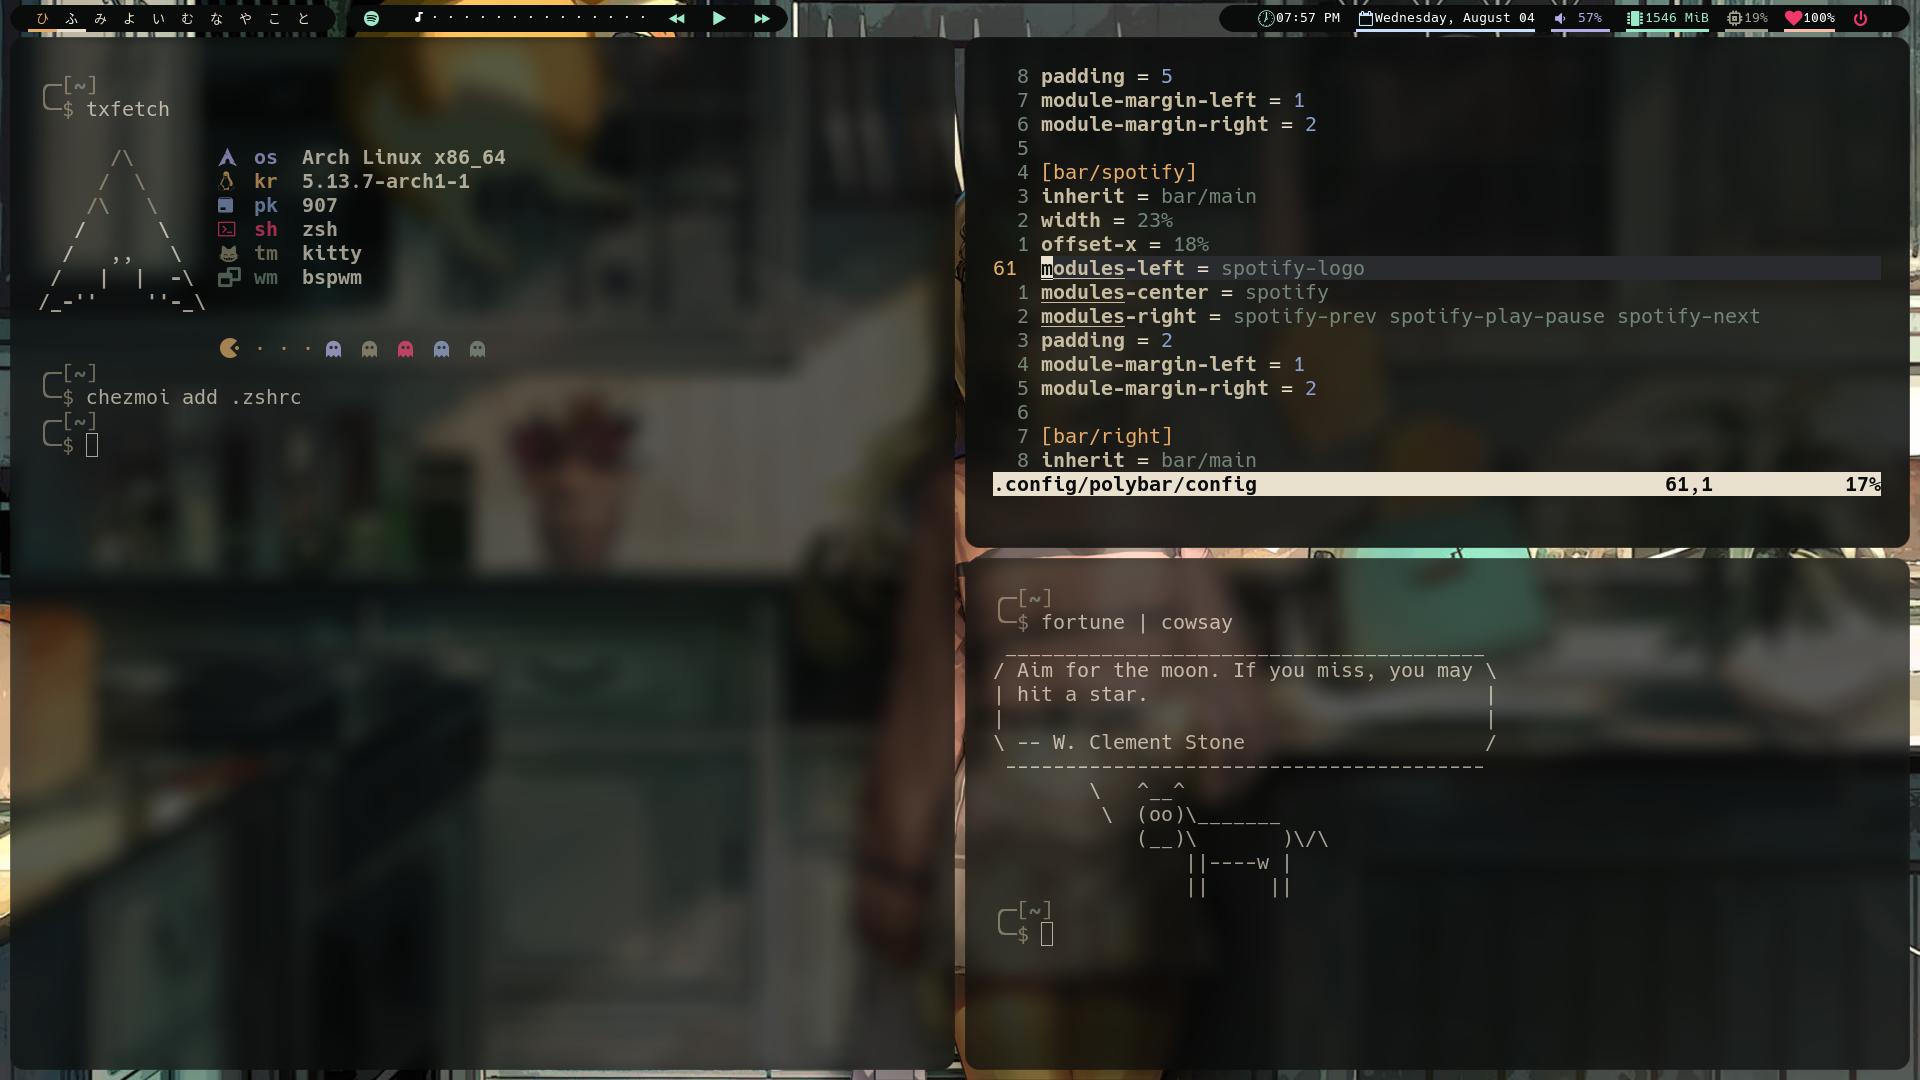 ひ ふ み よ い む な や こ と
07:57 PM Wednesday, August 04 57% 1546 MiB 19% 100%
[~]
$ txfetch
os Arch Linux x86_64
kr 5.13.7-arch1-1
pk 907
sh zsh
tm kitty
wm bspwm
[~]
$ chezmoi add .zshrc
[~]
$
8 padding = 5
7 module-margin-left = 1
6 module-margin-right = 2
5
4 [bar/spotify]
3 inherit = bar/main
2 width = 23%
1 offset-x = 18%
61 modules-left = spotify-logo
1 modules-center = spotify
2 modules-right = spotify-prev spotify-play-pause spotify-next
3 padding = 2
4 module-margin-left = 1
5 module-margin-right = 2
6
7 [bar/right]
8 inherit = bar/main
.config/polybar/config 61,1 17%
[~]
$ fortune | cowsay
 ________________________________________
/ Aim for the moon. If you miss, you may \
| hit a star.                            |
|                                        |
\ -- W. Clement Stone                    /
 ----------------------------------------
        \   ^__^
         \  (oo)\_______
            (__)\       )\/\
                ||----w |
                ||     ||
[~]
$